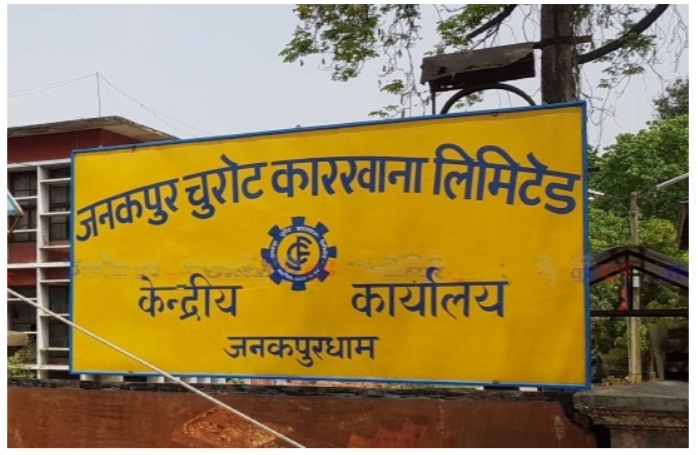 जनकपुर चुरोट कारखाना लिमिटेड
केन्द्रीय कार्यालय
जनकपुरधाम